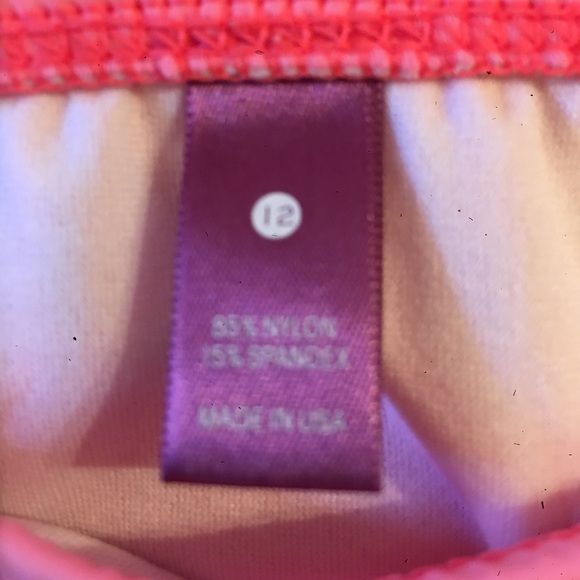 12
85% NYLON
15% SPANDEX
MADE IN USA